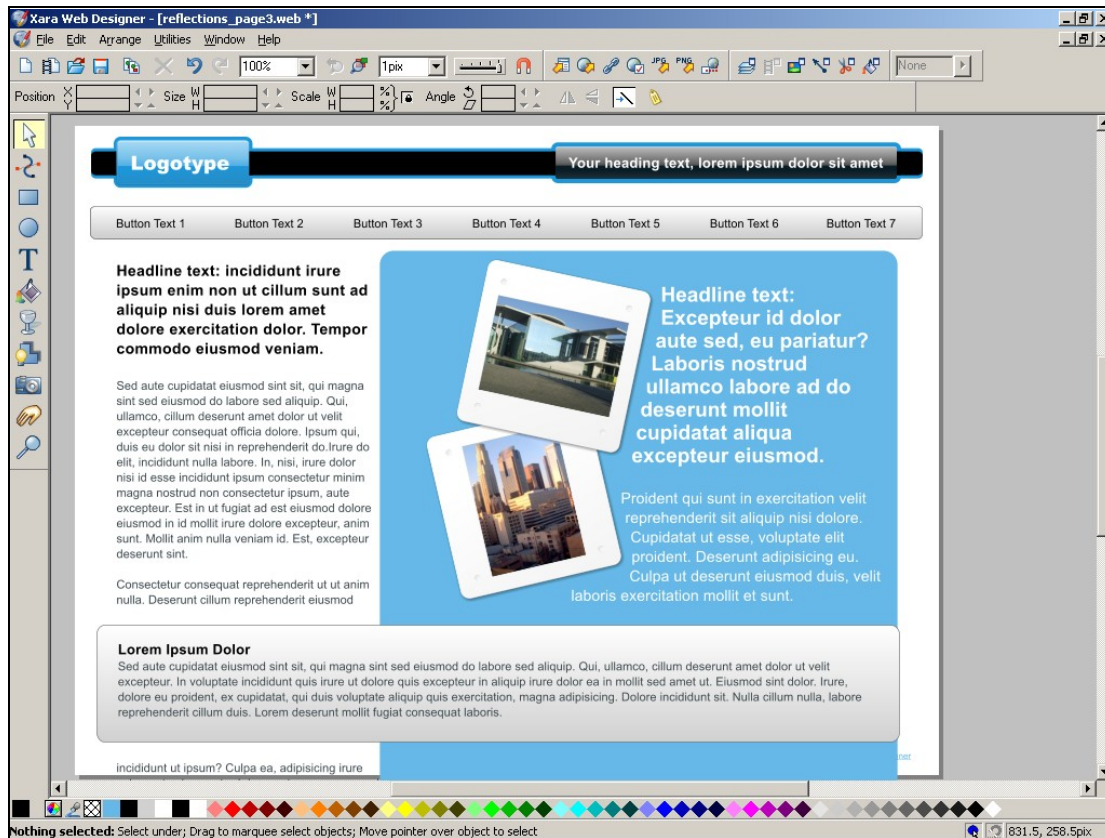 Xara Web Designer - [reflections_page3.web *]
File Edit Arrange Utilities Window Help
100% 1pix JPG PNG None
Position X Y Size W H Scale W H % % Angle
Logotype
Your heading text, lorem ipsum dolor sit amet
Button Text 1 Button Text 2 Button Text 3 Button Text 4 Button Text 5 Button Text 6 Button Text 7
Headline text: incididunt irure
ipsum enim non ut cillum sunt ad
aliquip nisi duis lorem amet
dolore exercitation dolor. Tempor
commodo eiusmod veniam.
Sed aute cupidatat eiusmod sint sit, qui magna
sint sed eiusmod do labore sed aliquip. Qui,
ullamco, cillum deserunt amet dolor ut velit
excepteur consequat officia dolore. Ipsum qui,
duis eu dolor sit nisi in reprehenderit do.Irure do
elit, incididunt nulla labore. In, nisi, irure dolor
nisi id esse incididunt ipsum consectetur minim
magna nostrud non consectetur ipsum, aute
excepteur. Est in ut fugiat ad est eiusmod dolore
eiusmod in id mollit irure dolore excepteur, anim
sunt. Mollit anim nulla veniam id. Est, excepteur
deserunt sint.
Consectetur consequat reprehenderit ut ut anim
nulla. Deserunt cillum reprehenderit eiusmod
Headline text:
Excepteur id dolor
aute sed, eu pariatur?
Laboris nostrud
ullamco labore ad do
deserunt mollit
cupidatat aliqua
excepteur eiusmod.
Proident qui sunt in exercitation velit
reprehenderit sit aliquip nisi dolore.
Cupidatat ut esse, voluptate elit
proident. Deserunt adipisicing eu.
Culpa ut deserunt eiusmod duis, velit
laboris exercitation mollit et sunt.
Lorem Ipsum Dolor
Sed aute cupidatat eiusmod sint sit, qui magna sint sed eiusmod do labore sed aliquip. Qui, ullamco, cillum deserunt amet dolor ut velit
excepteur. In voluptate incididunt quis irure ut dolore quis excepteur in aliquip irure dolor ea in mollit sed amet ut. Eiusmod sint dolor. Irure,
dolore eu proident, ex cupidatat, qui duis voluptate aliquip quis exercitation, magna adipisicing. Dolore incididunt sit. Nulla cillum nulla, labore
reprehenderit cillum duis. Lorem deserunt mollit fugiat consequat laboris.
incididunt ut ipsum? Culpa ea, adipisicing irure
Nothing selected: Select under; Drag to marquee select objects; Move pointer over object to select
831.5, 258.5pix